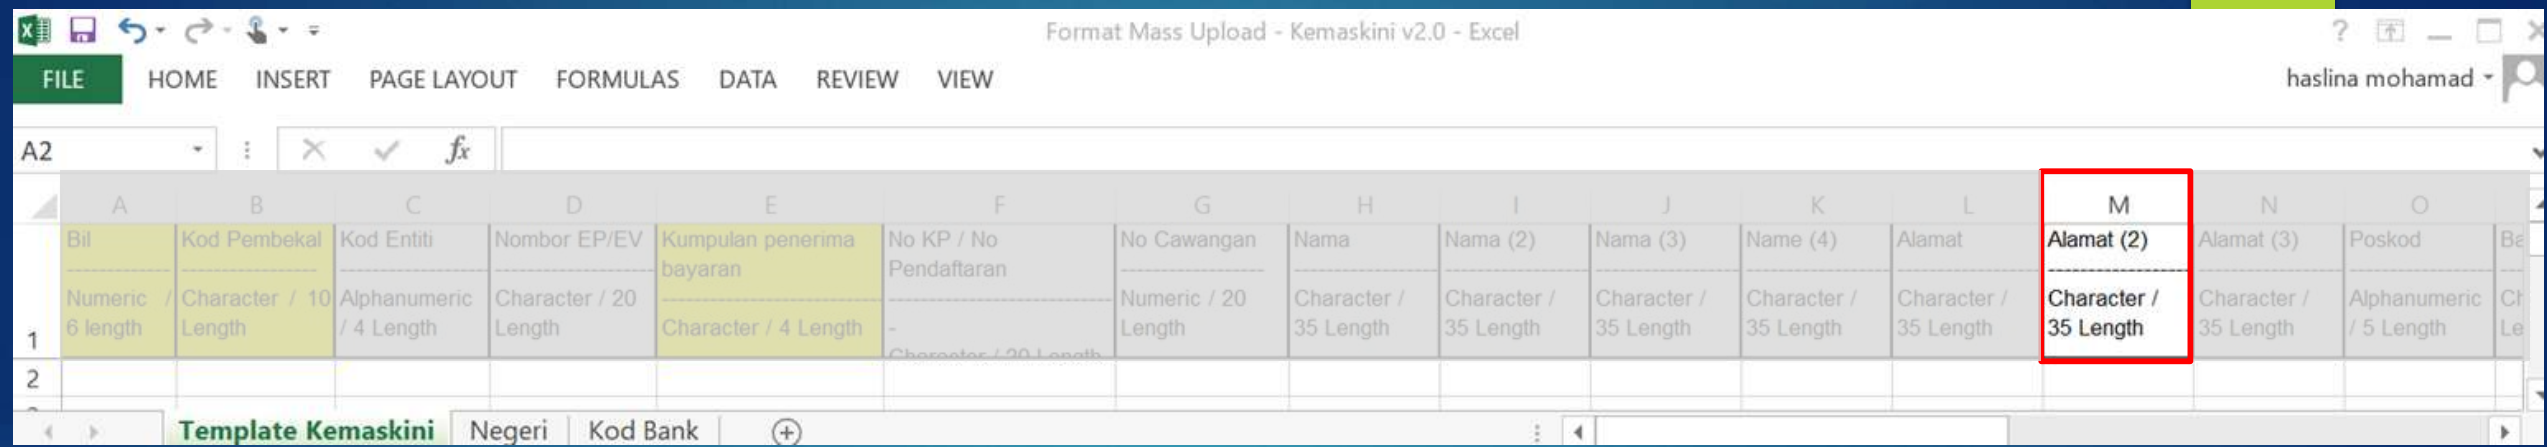 Format Mass Upload - Kemaskini v2.0 - Excel
?
FILE HOME INSERT PAGE LAYOUT FORMULAS DATA REVIEW VIEW
haslina mohamad
A2
fx
A B C D E F G H I J K L M N O
Bil Kod Pembekal Kod Entiti Nombor EP/EV Kumpulan penerima No KP / No No Cawangan Nama Nama (2) Nama (3) Name (4) Alamat Alamat (2) Alamat (3) Poskod
bayaran Pendaftaran
Numeric / Character / 10 Alphanumeric Character / 20 Numeric / 20 Character / Character / Character / Character / Character / Character / Character / Alphanumeric
1 6 length Length / 4 Length Length Character / 4 Length - Length 35 Length 35 Length 35 Length 35 Length 35 Length 35 Length 35 Length / 5 Length
Character / 20 Length
2
Template Kemaskini Negeri Kod Bank